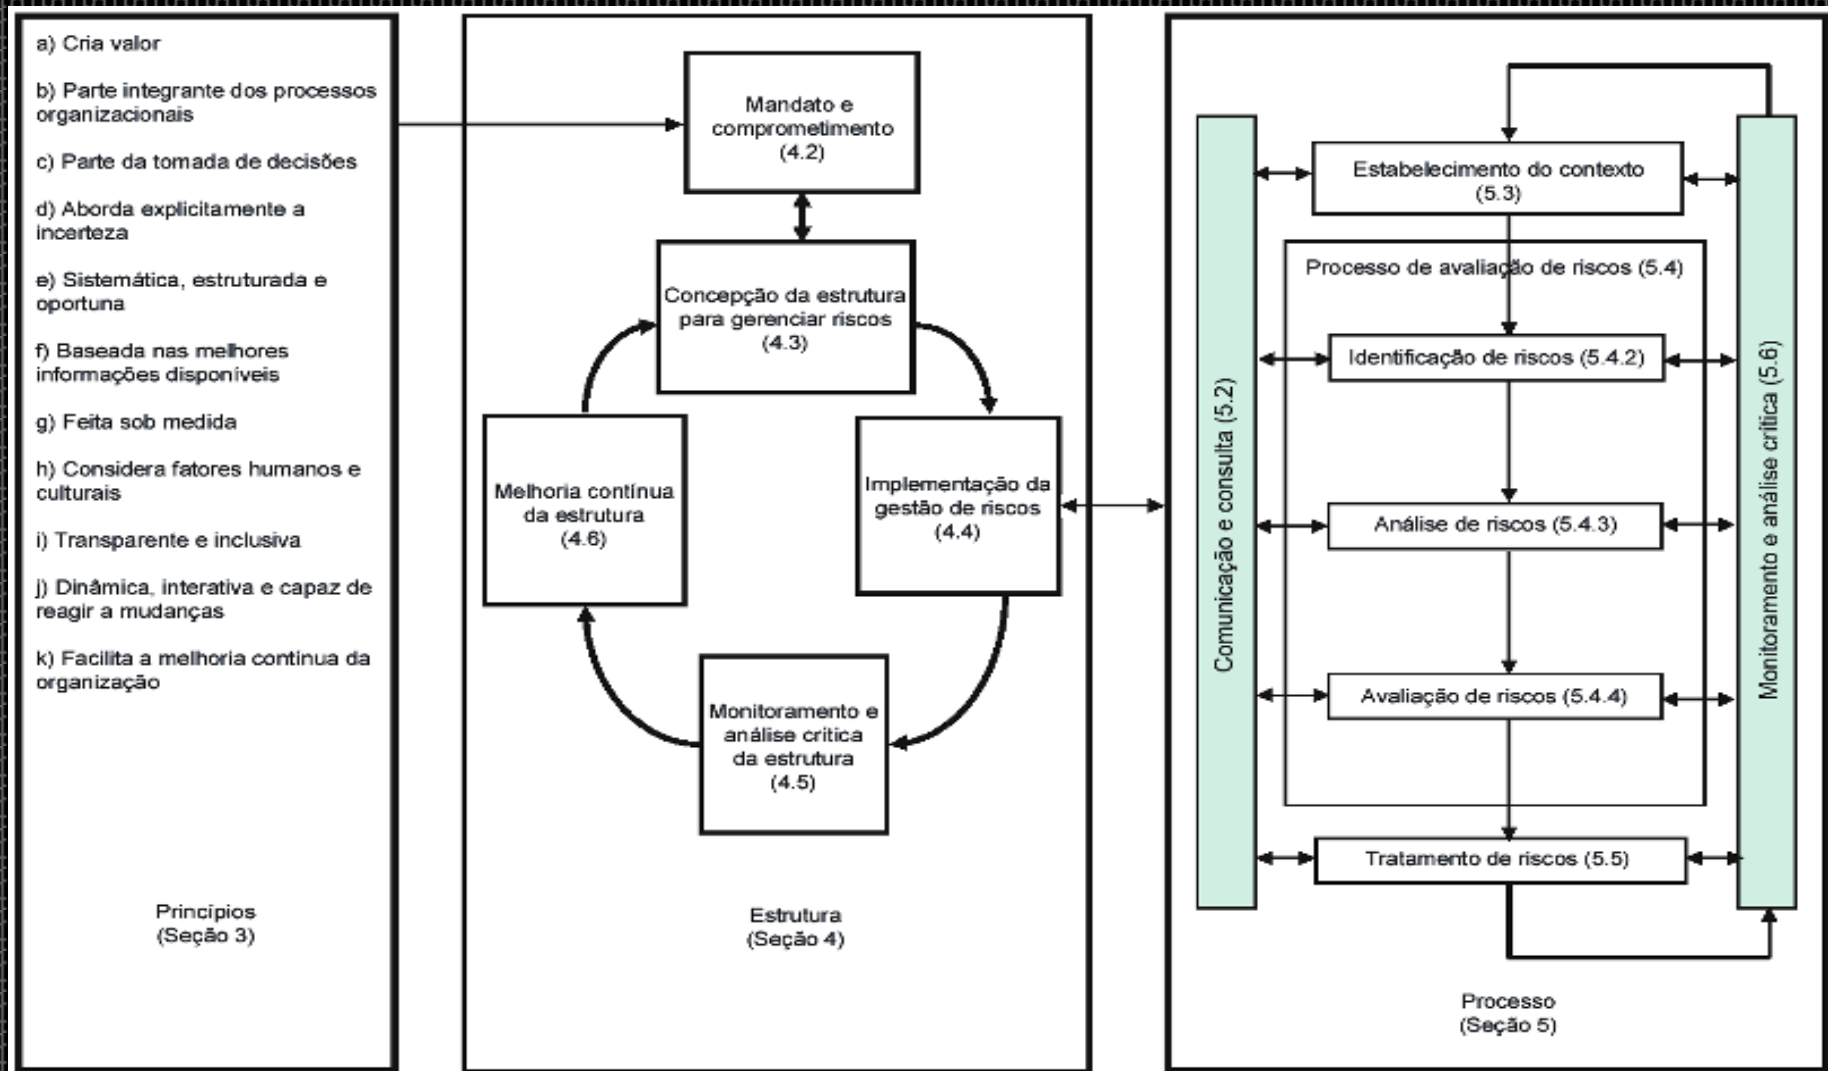 a) Cria valor
b) Parte integrante dos processos
organizacionais
c) Parte da tomada de decisões
d) Aborda explicitamente a
incerteza
e) Sistemática, estruturada e
oportuna
f) Baseada nas melhores
informações disponíveis
g) Feita sob medida
h) Considera fatores humanos e
culturais
i) Transparente e inclusiva
j) Dinâmica, interativa e capaz de
reagir a mudanças
k) Facilita a melhoria contínua da
organização
Princípios
(Seção 3)
Mandato e
comprometimento
(4.2)
Concepção da estrutura
para gerenciar riscos
(4.3)
Melhoria contínua
da estrutura
(4.6)
Implementação da
gestão de riscos
(4.4)
Monitoramento e
análise crítica
da estrutura
(4.5)
Estrutura
(Seção 4)
Comunicação e consulta (5.2)
Estabelecimento do contexto
(5.3)
Processo de avaliação de riscos (5.4)
Identificação de riscos (5.4.2)
Análise de riscos (5.4.3)
Avaliação de riscos (5.4.4)
Tratamento de riscos (5.5)
Monitoramento e análise crítica (5.6)
Processo
(Seção 5)